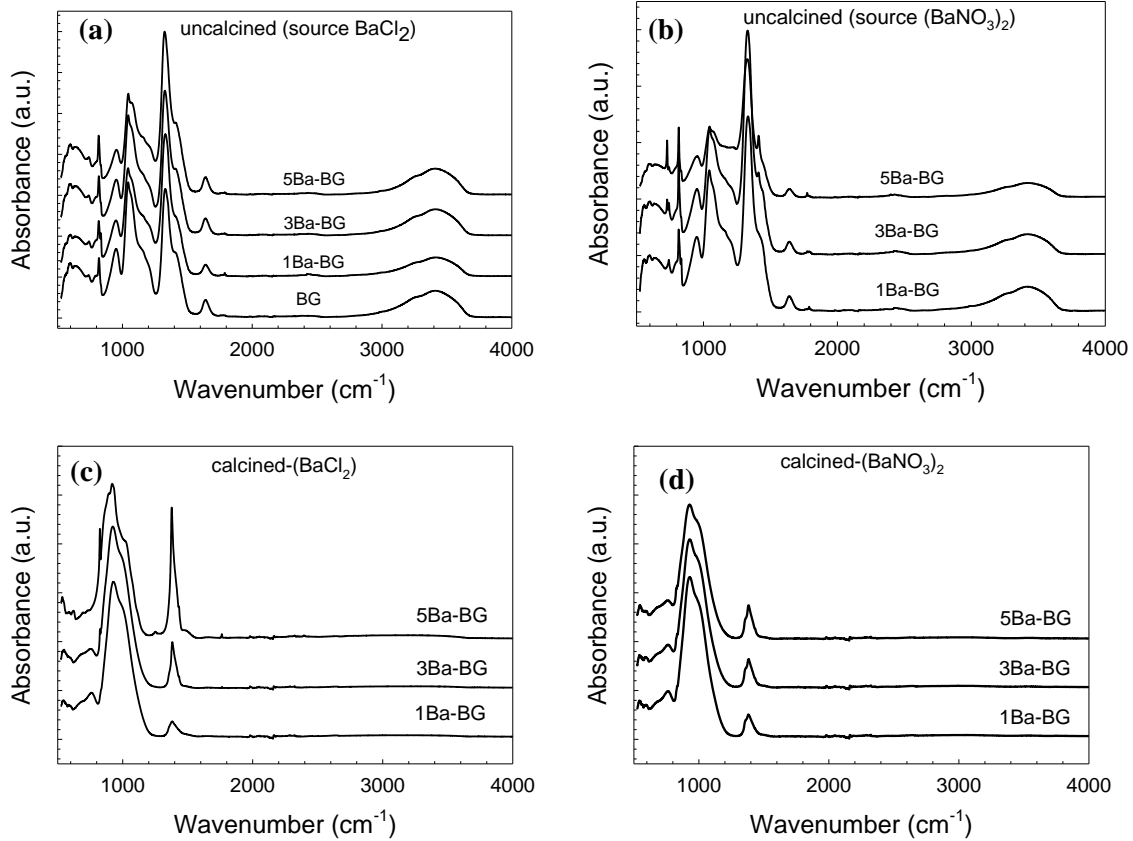 (a) uncalcined (source BaCl₂)
Absorbance (a.u.)
5Ba-BG
3Ba-BG
1Ba-BG
BG
1000 2000 3000 4000
Wavenumber (cm⁻¹)
(b) uncalcined (source (BaNO₃)₂)
Absorbance (a.u.)
5Ba-BG
3Ba-BG
1Ba-BG
1000 2000 3000 4000
Wavenumber (cm⁻¹)
(c) calcined-(BaCl₂)
Absorbance (a.u.)
5Ba-BG
3Ba-BG
1Ba-BG
1000 2000 3000 4000
Wavenumber (cm⁻¹)
(d) calcined-(BaNO₃)₂
Absorbance (a.u.)
5Ba-BG
3Ba-BG
1Ba-BG
1000 2000 3000 4000
Wavenumber (cm⁻¹)